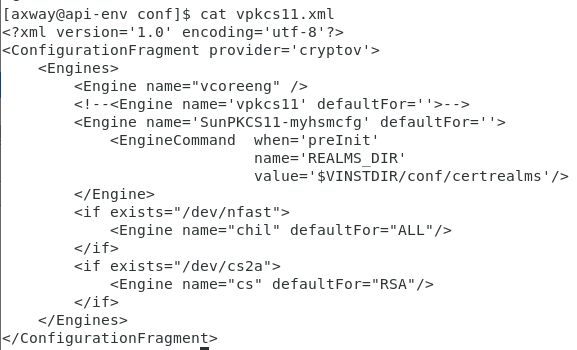 [axway@api-env conf]$ cat vpkcs11.xml
<?xml version='1.0' encoding='utf-8'?>
<ConfigurationFragment provider='cryptov'>
    <Engines>
        <Engine name="vcoreeng" />
        <!--<Engine name='vpkcs11' defaultFor=''>-->
        <Engine name='SunPKCS11-myhsmcfg' defaultFor=''>
            <EngineCommand  when='preInit'
                            name='REALMS_DIR'
                            value='$VINSTDIR/conf/certrealms'/>
        </Engine>
        <if exists="/dev/nfast">
            <Engine name="chil" defaultFor="ALL"/>
        </if>
        <if exists="/dev/cs2a">
            <Engine name="cs" defaultFor="RSA"/>
        </if>
    </Engines>
</ConfigurationFragment>